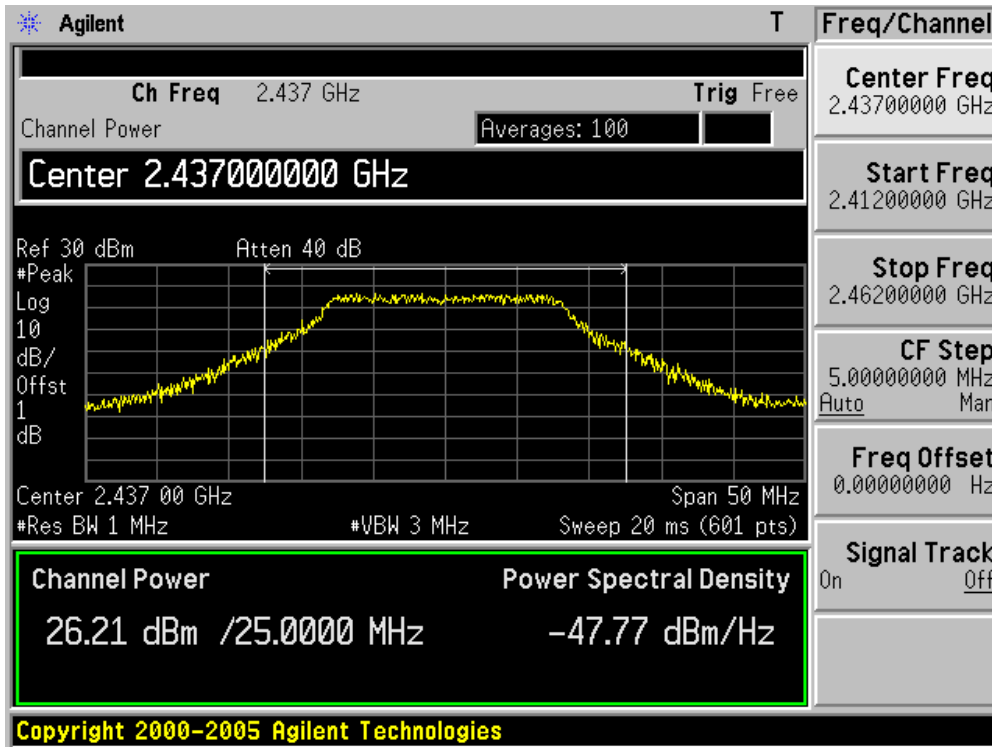 Agilent T
Freq/Channel
Ch Freq 2.437 GHz Trig Free
Channel Power Averages: 100
Center 2.437000000 GHz
Ref 30 dBm Atten 40 dB
#Peak
Log
10
dB/
Offst
1
dB
Center 2.437 00 GHz Span 50 MHz
#Res BW 1 MHz #VBW 3 MHz Sweep 20 ms (601 pts)
Channel Power Power Spectral Density
26.21 dBm /25.0000 MHz -47.77 dBm/Hz
Center Freq
2.43700000 GHz
Start Freq
2.41200000 GHz
Stop Freq
2.46200000 GHz
CF Step
5.00000000 MHz
Auto Man
Freq Offset
0.00000000 Hz
Signal Track
On Off
Copyright 2000-2005 Agilent Technologies